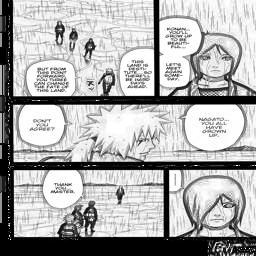 KONAN...
YOU'LL
GROW UP
TO BE
BEAUTI-
FUL...
LET'S
MEET
AGAIN
SOME-
DAY.
THIS
LAND IS
DESTI-
TUTE... SO
THERE'LL
BE HARD
DAYS
AHEAD.
BUT FROM
THIS POINT
FORWARD,
YOU THREE
CAN CHANGE
THE FATE OF
THIS LAND.
NAGATO...
YOU ALL
HAVE
GROWN
UP.
DON'T
YOU
AGREE?
THANK
YOU...
MASTER.